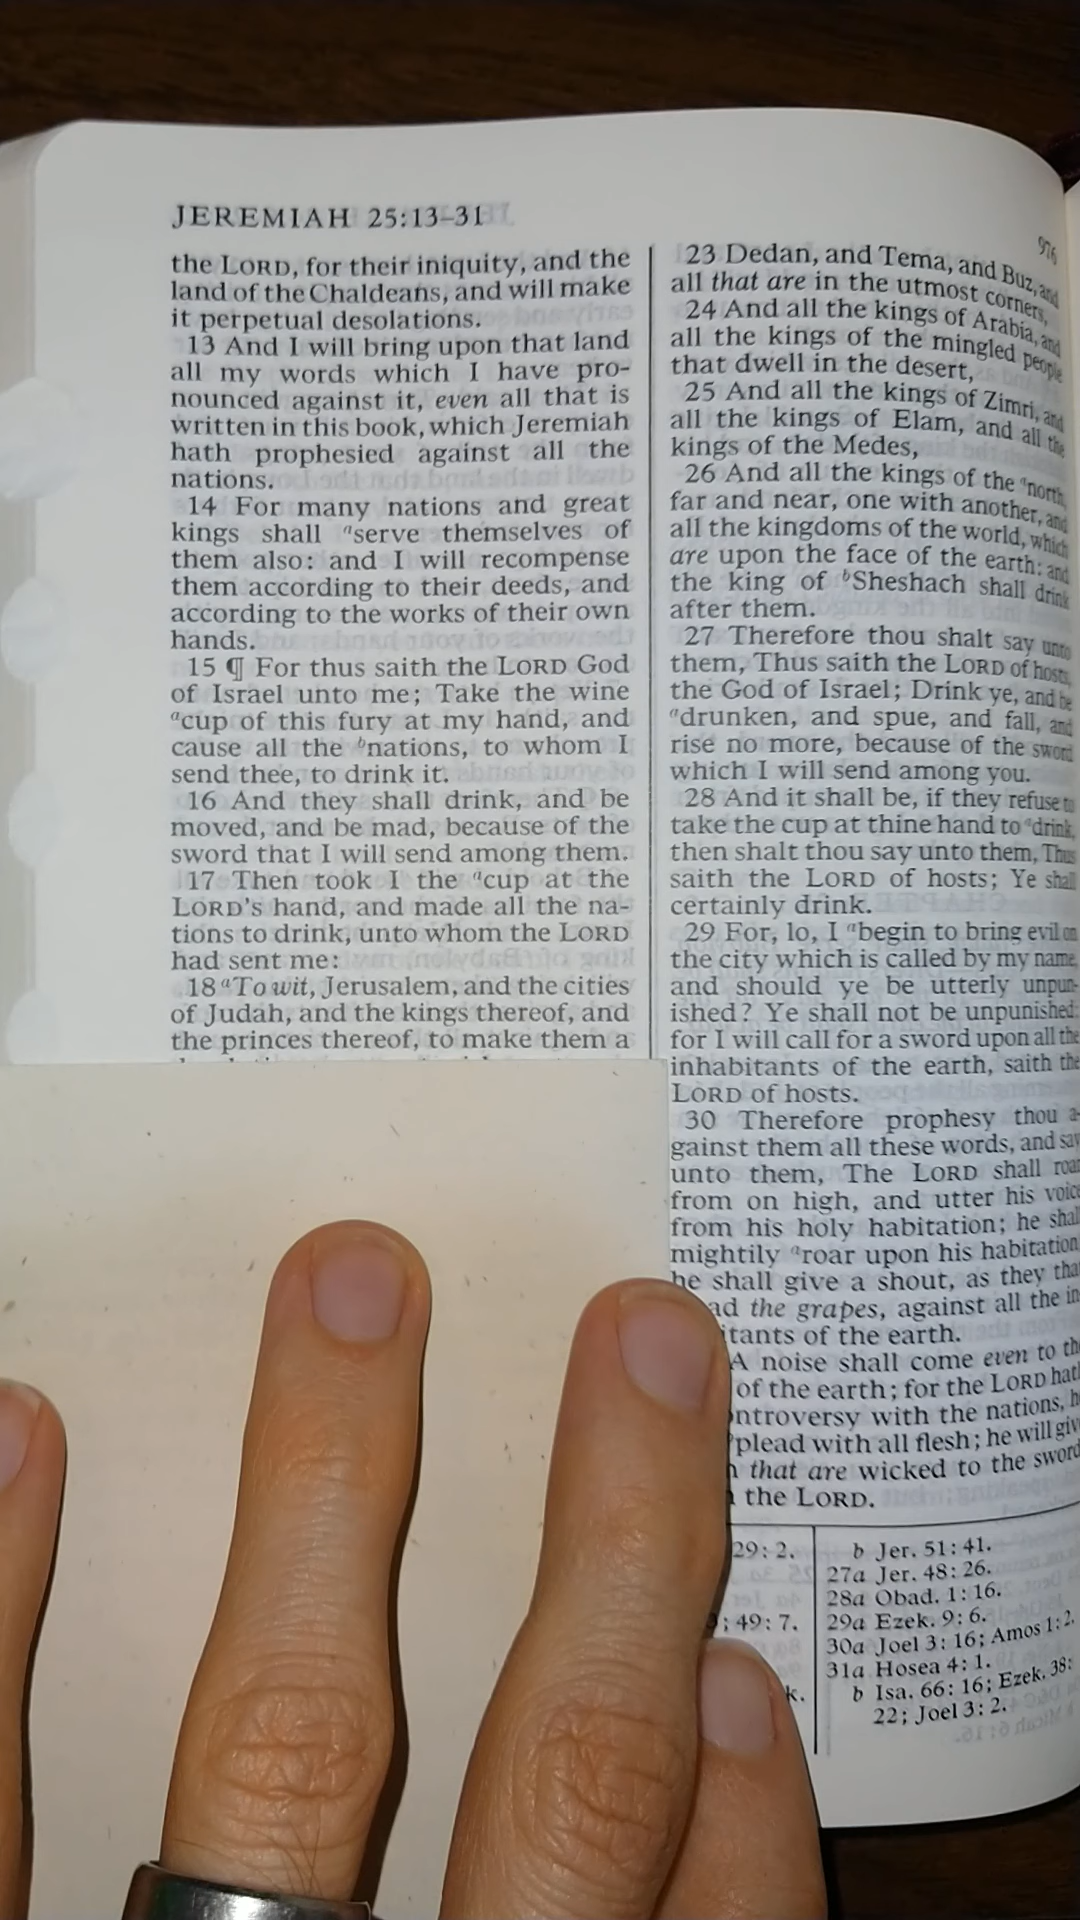 JEREMIAH 25:13–31
976
the LORD, for their iniquity, and the
land of the Chaldeans, and will make
it perpetual desolations.
13 And I will bring upon that land
all my words which I have pro-
nounced against it, even all that is
written in this book, which Jeremiah
hath prophesied against all the
nations.
14 For many nations and great
kings shall ᵃserve themselves of
them also: and I will recompense
them according to their deeds, and
according to the works of their own
hands.
15 ¶ For thus saith the LORD God
of Israel unto me; Take the wine
ᵃcup of this fury at my hand, and
cause all the ᵇnations, to whom I
send thee, to drink it.
16 And they shall drink, and be
moved, and be mad, because of the
sword that I will send among them.
17 Then took I the ᵃcup at the
LORD'S hand, and made all the na-
tions to drink, unto whom the LORD
had sent me:
18 ᵃTo wit, Jerusalem, and the cities
of Judah, and the kings thereof, and
the princes thereof, to make them a
23 Dedan, and Tema, and Buz, and
all that are in the utmost corners,
24 And all the kings of Arabia, and
all the kings of the mingled people
that dwell in the desert,
25 And all the kings of Zimri, and
all the kings of Elam, and all the
kings of the Medes,
26 And all the kings of the ᵃnorth,
far and near, one with another, and
all the kingdoms of the world, which
are upon the face of the earth: and
the king of ᵇSheshach shall drink
after them.
27 Therefore thou shalt say unto
them, Thus saith the LORD of hosts,
the God of Israel; Drink ye, and be
ᵃdrunken, and spue, and fall, and
rise no more, because of the sword
which I will send among you.
28 And it shall be, if they refuse to
take the cup at thine hand to ᵃdrink,
then shalt thou say unto them, Thus
saith the LORD of hosts; Ye shall
certainly drink.
29 For, lo, I ᵃbegin to bring evil on
the city which is called by my name,
and should ye be utterly unpun-
ished? Ye shall not be unpunished:
for I will call for a sword upon all the
inhabitants of the earth, saith the
LORD of hosts.
30 Therefore prophesy thou a-
gainst them all these words, and say
unto them, The LORD shall roar
from on high, and utter his voice
from his holy habitation; he shall
mightily ᵃroar upon his habitation
he shall give a shout, as they tha
ad the grapes, against all the in
itants of the earth.
A noise shall come even to th
of the earth; for the LORD hat
ntroversy with the nations, h
plead with all flesh; he will giv
that are wicked to the sword
the LORD.
29: 2.
; 49: 7.
k.
b Jer. 51: 41.
27a Jer. 48: 26.
28a Obad. 1: 16.
29a Ezek. 9: 6.
30a Joel 3: 16; Amos 1: 2.
31a Hosea 4: 1.
b Isa. 66: 16; Ezek. 38:
22; Joel 3: 2.